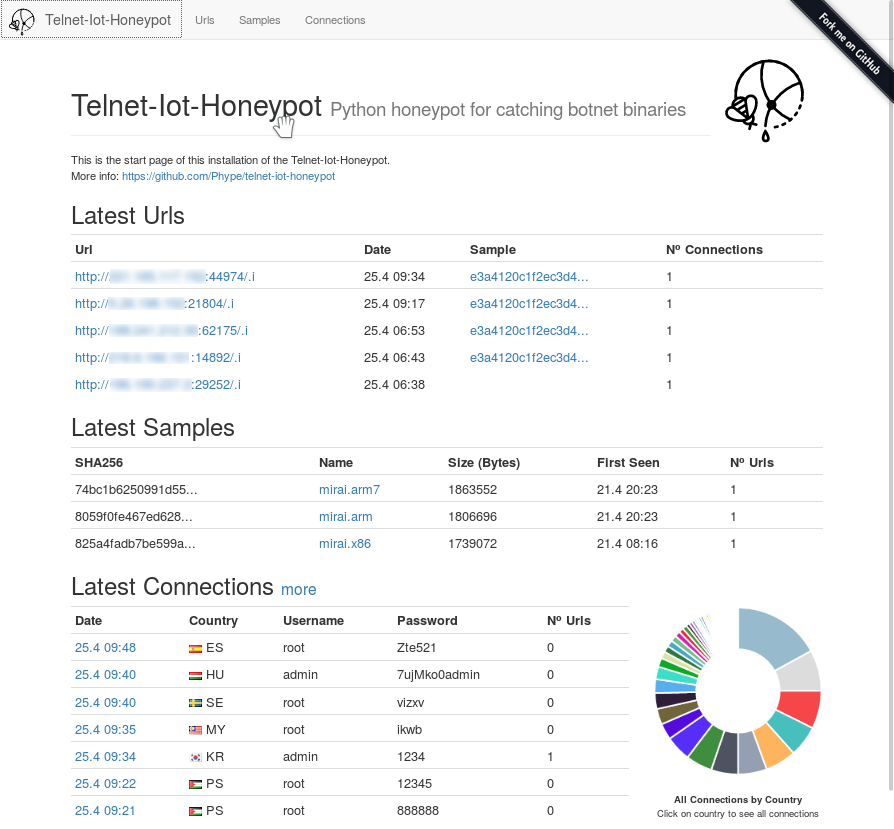 Telnet-Iot-Honeypot Urls Samples Connections
Fork me on GitHub
Telnet-Iot-Honeypot Python honeypot for catching botnet binaries
This is the start page of this installation of the Telnet-Iot-Honeypot.
More info: https://github.com/Phype/telnet-iot-honeypot
Latest Urls
Url Date Sample Nº Connections
http:// :44974/.i 25.4 09:34 e3a4120c1f2ec3d4... 1
http:// :21804/.i 25.4 09:17 e3a4120c1f2ec3d4... 1
http:// :62175/.i 25.4 06:53 e3a4120c1f2ec3d4... 1
http:// :14892/.i 25.4 06:43 e3a4120c1f2ec3d4... 1
http:// :29252/.i 25.4 06:38 1
Latest Samples
SHA256 Name Size (Bytes) First Seen Nº Urls
74bc1b6250991d55... mirai.arm7 1863552 21.4 20:23 1
8059f0fe467ed628... mirai.arm 1806696 21.4 20:23 1
825a4fadb7be599a... mirai.x86 1739072 21.4 08:16 1
Latest Connections more
Date Country Username Password Nº Urls
25.4 09:48 ES root Zte521 0
25.4 09:40 HU admin 7ujMko0admin 0
25.4 09:40 SE root vizxv 0
25.4 09:35 MY root ikwb 0
25.4 09:34 KR admin 1234 1
25.4 09:22 PS root 12345 0
25.4 09:21 PS root 888888 0
All Connections by Country
Click on country to see all connections